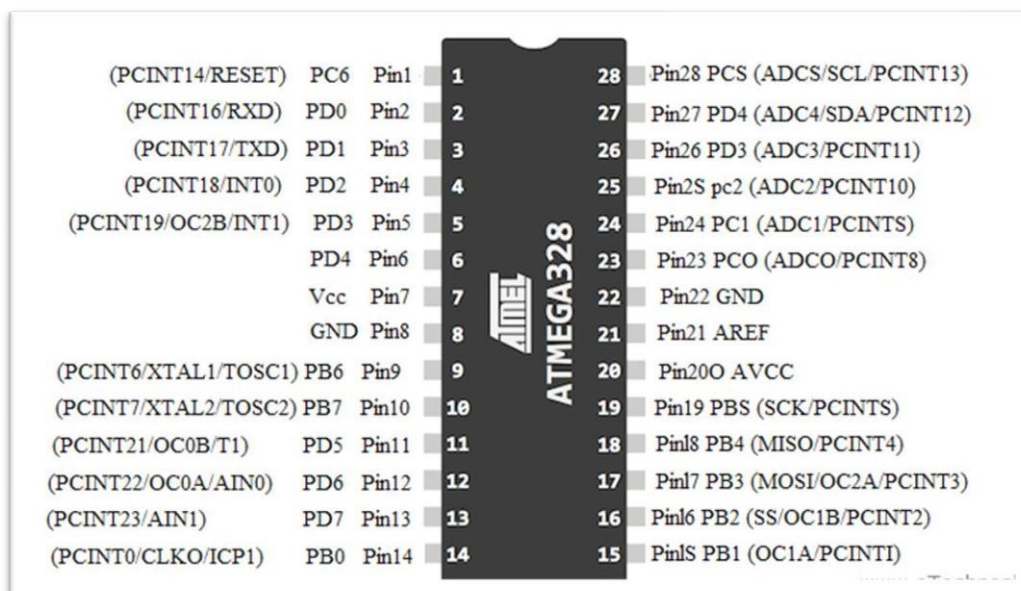 (PCINT14/RESET) PC6 Pin1 1
(PCINT16/RXD) PD0 Pin2 2
(PCINT17/TXD) PD1 Pin3 3
(PCINT18/INT0) PD2 Pin4 4
(PCINT19/OC2B/INT1) PD3 Pin5 5
PD4 Pin6 6
Vcc Pin7 7
GND Pin8 8
(PCINT6/XTAL1/TOSC1) PB6 Pin9 9
(PCINT7/XTAL2/TOSC2) PB7 Pin10 10
(PCINT21/OC0B/T1) PD5 Pin11 11
(PCINT22/OC0A/AIN0) PD6 Pin12 12
(PCINT23/AIN1) PD7 Pin13 13
(PCINT0/CLKO/ICP1) PB0 Pin14 14
ATMEL
ATMEGA328
28 Pin28 PCS (ADCS/SCL/PCINT13)
27 Pin27 PD4 (ADC4/SDA/PCINT12)
26 Pin26 PD3 (ADC3/PCINT11)
25 Pin2S pc2 (ADC2/PCINT10)
24 Pin24 PC1 (ADC1/PCINTS)
23 Pin23 PCO (ADCO/PCINT8)
22 Pin22 GND
21 Pin21 AREF
20 Pin20O AVCC
19 Pin19 PBS (SCK/PCINTS)
18 Pinl8 PB4 (MISO/PCINT4)
17 Pinl7 PB3 (MOSI/OC2A/PCINT3)
16 Pinl6 PB2 (SS/OC1B/PCINT2)
15 PinlS PB1 (OC1A/PCINTI)